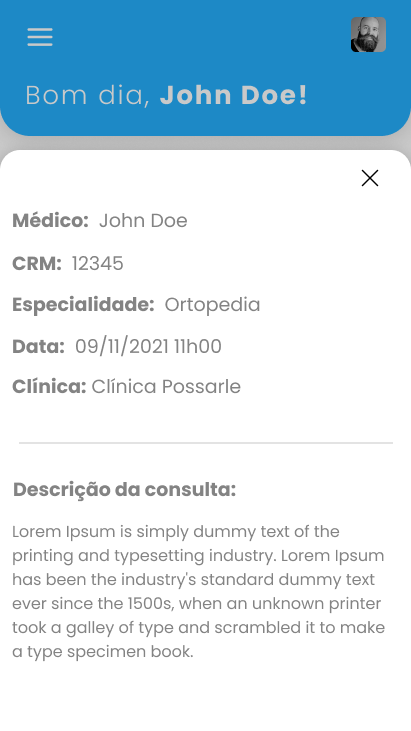 Bom dia, John Doe!
Médico: John Doe
CRM: 12345
Especialidade: Ortopedia
Data: 09/11/2021 11h00
Clínica: Clínica Possarle
Descrição da consulta:
Lorem Ipsum is simply dummy text of the
printing and typesetting industry. Lorem Ipsum
has been the industry's standard dummy text
ever since the 1500s, when an unknown printer
took a galley of type and scrambled it to make
a type specimen book.